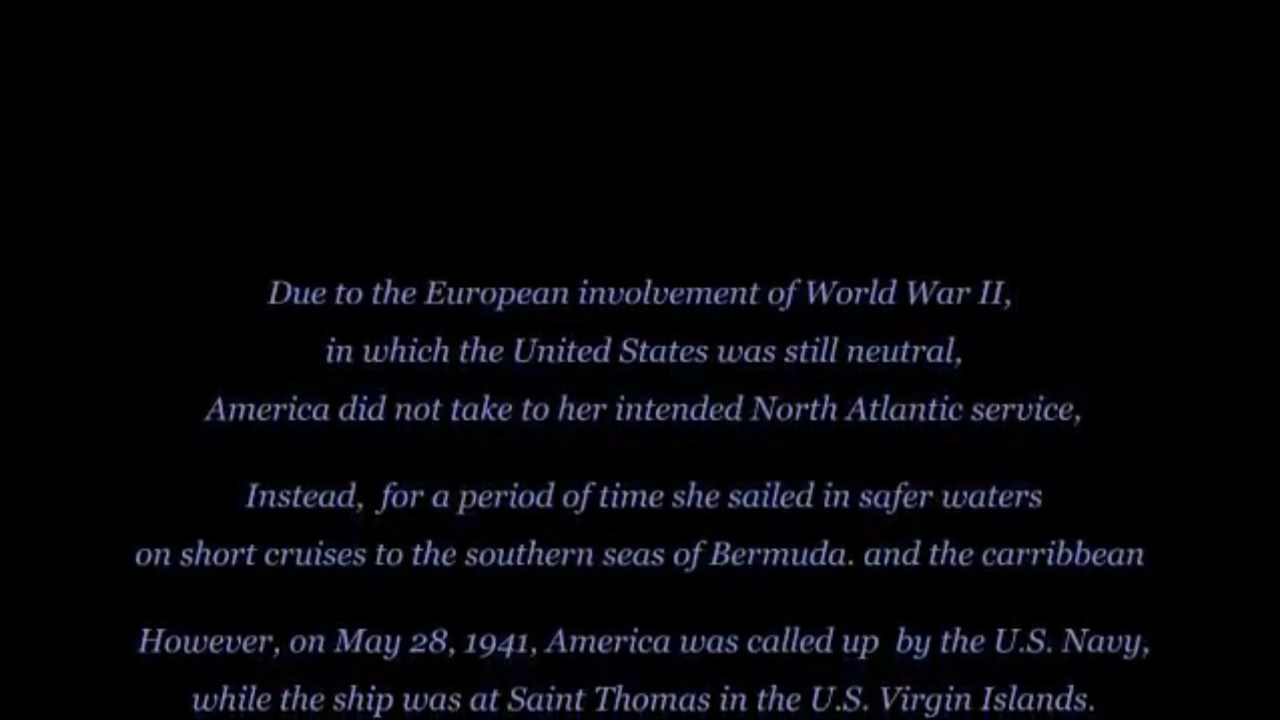 Due to the European involvement of World War II,
in which the United States was still neutral,
America did not take to her intended North Atlantic service,
Instead, for a period of time she sailed in safer waters
on short cruises to the southern seas of Bermuda. and the carribbean
However, on May 28, 1941, America was called up by the U.S. Navy,
while the ship was at Saint Thomas in the U.S. Virgin Islands.